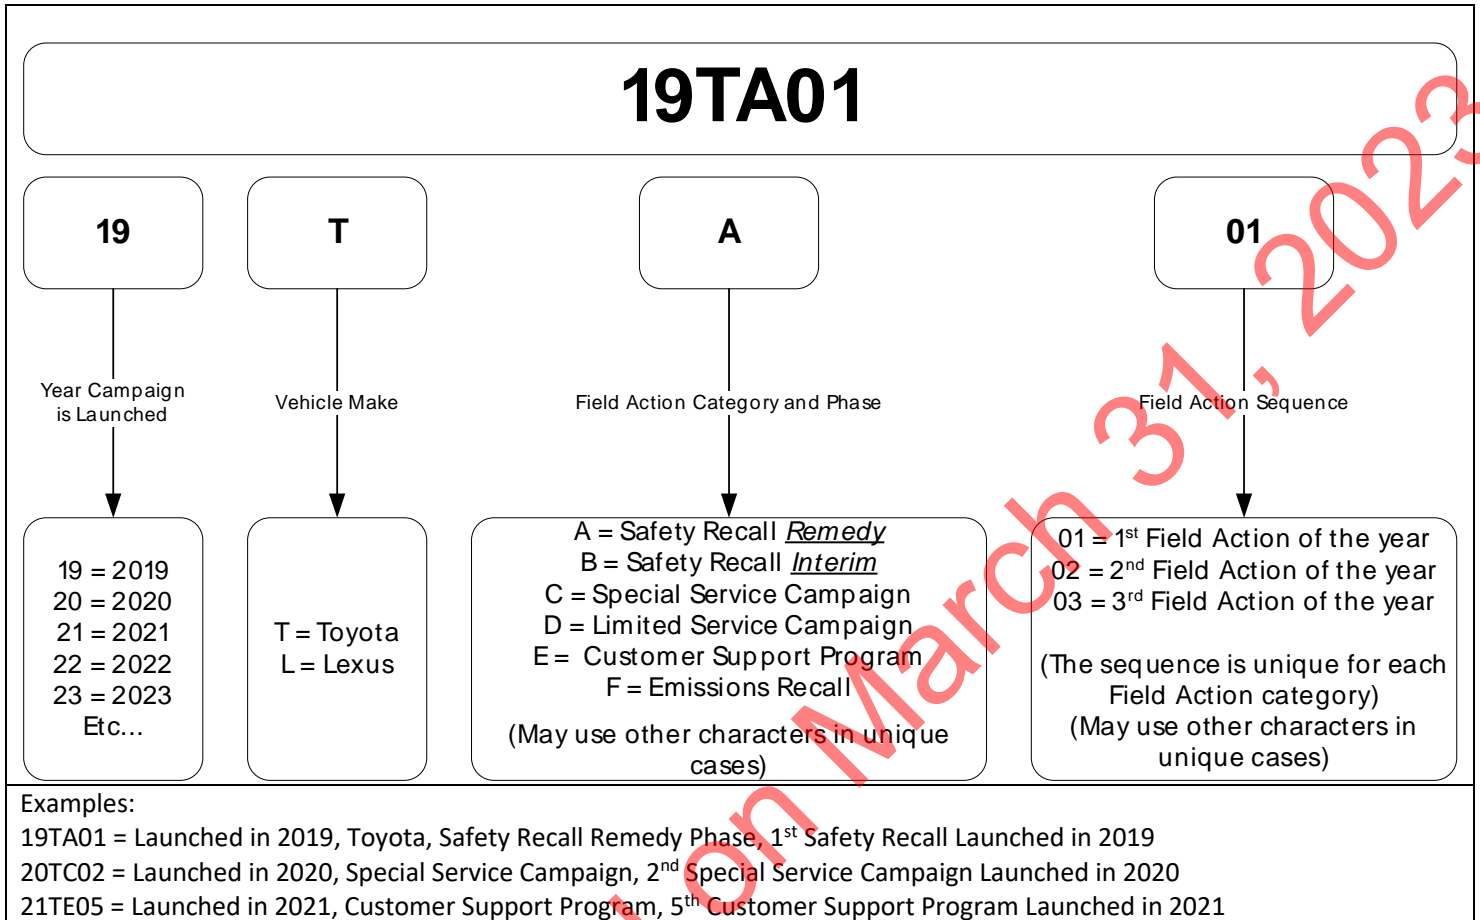 19TA01
19
T
A
01
Year Campaign
is Launched
Vehicle Make
Field Action Category and Phase
Field Action Sequence
19 = 2019
20 = 2020
21 = 2021
22 = 2022
23 = 2023
Etc...
T = Toyota
L = Lexus
A = Safety Recall Remedy
B = Safety Recall Interim
C = Special Service Campaign
D = Limited Service Campaign
E = Customer Support Program
F = Emissions Recall
(May use other characters in unique
cases)
01 = 1st Field Action of the year
02 = 2nd Field Action of the year
03 = 3rd Field Action of the year
(The sequence is unique for each
Field Action category)
(May use other characters in
unique cases)
Examples:
19TA01 = Launched in 2019, Toyota, Safety Recall Remedy Phase, 1st Safety Recall Launched in 2019
20TC02 = Launched in 2020, Special Service Campaign, 2nd Special Service Campaign Launched in 2020
21TE05 = Launched in 2021, Customer Support Program, 5th Customer Support Program Launched in 2021
on March 31, 2023